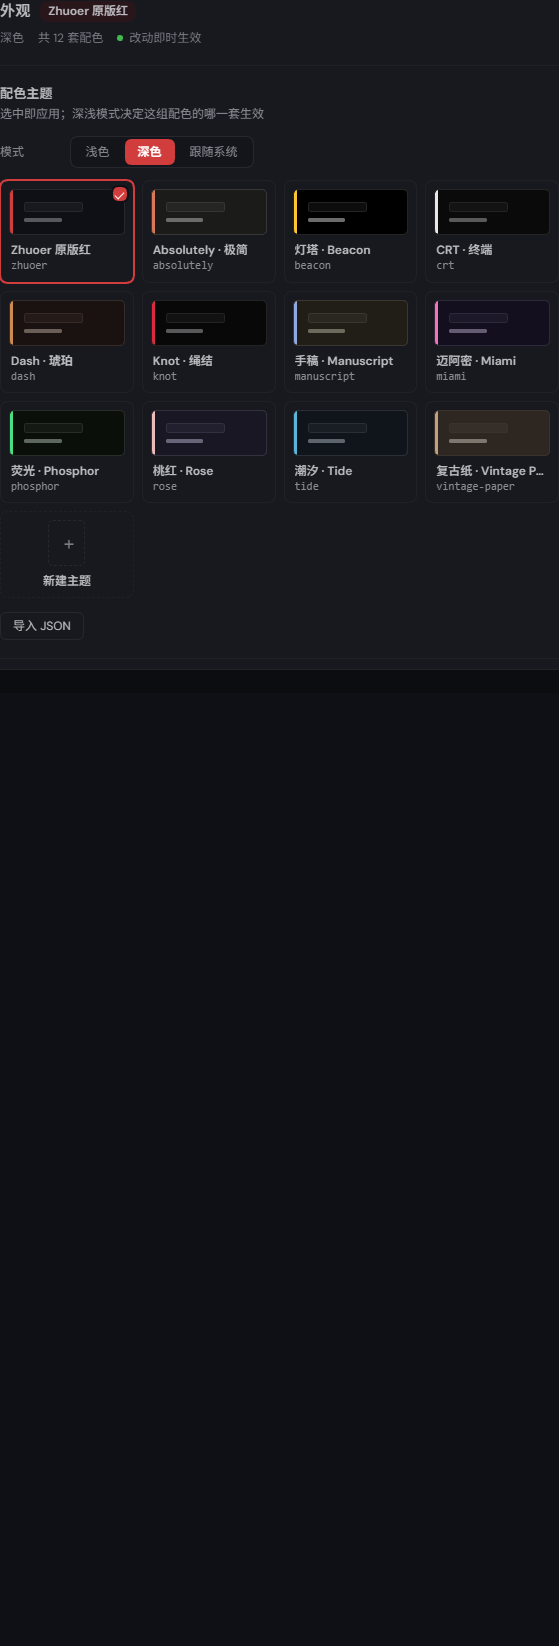 外观 Zhuoer 原版红
深色 共 12 套配色 改动即时生效
配色主题
选中即应用；深浅模式决定这组配色的哪一套生效
模式 浅色 深色 跟随系统
Zhuoer 原版红 Absolutely · 极简 灯塔 · Beacon CRT · 终端
zhuoer absolutely beacon crt
Dash · 琥珀 Knot · 绳结 手稿 · Manuscript 迈阿密 · Miami
dash knot manuscript miami
荧光 · Phosphor 桃红 · Rose 潮汐 · Tide 复古纸 · Vintage P...
phosphor rose tide vintage-paper
+
新建主题
导入 JSON